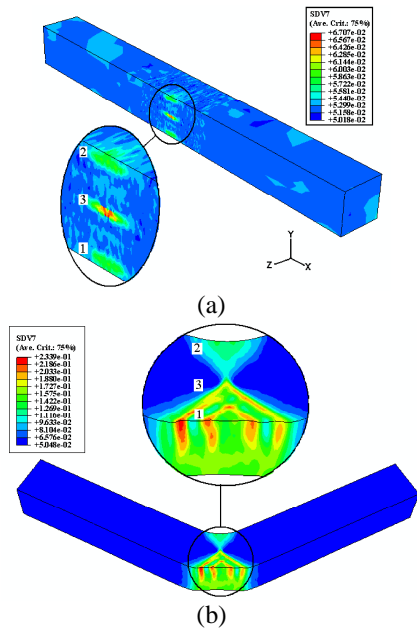 SDV7
(Ave. Crit.: 75%)
+6.707e-02
+6.567e-02
+6.426e-02
+6.285e-02
+6.144e-02
+6.003e-02
+5.863e-02
+5.722e-02
+5.581e-02
+5.440e-02
+5.299e-02
+5.158e-02
+5.018e-02
2
3
1
Y
Z
X
(a)
SDV7
(Ave. Crit.: 75%)
+2.339e-01
+2.186e-01
+2.033e-01
+1.880e-01
+1.727e-01
+1.575e-01
+1.422e-01
+1.269e-01
+1.116e-01
+9.633e-02
+8.104e-02
+6.576e-02
+5.048e-02
2
3
1
(b)